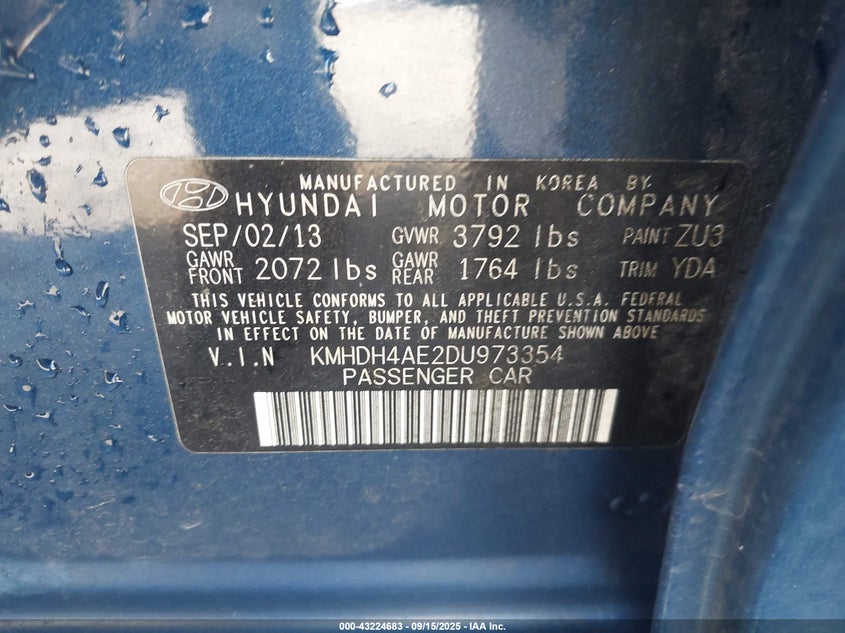 MANUFACTURED IN KOREA BY
HYUNDAI MOTOR COMPANY
SEP/02/13 GVWR 3792 lbs PAINT ZU3
GAWR FRONT 2072 lbs GAWR REAR 1764 lbs TRIM YDA
THIS VEHICLE CONFORMS TO ALL APPLICABLE U.S.A. FEDERAL
MOTOR VEHICLE SAFETY, BUMPER, AND THEFT PREVENTION STANDARDS
IN EFFECT ON THE DATE OF MANUFACTURE SHOWN ABOVE
V.I.N KMHDH4AE2DU973354
PASSENGER CAR
000-43224683 - 09/15/2025 - IAA Inc.